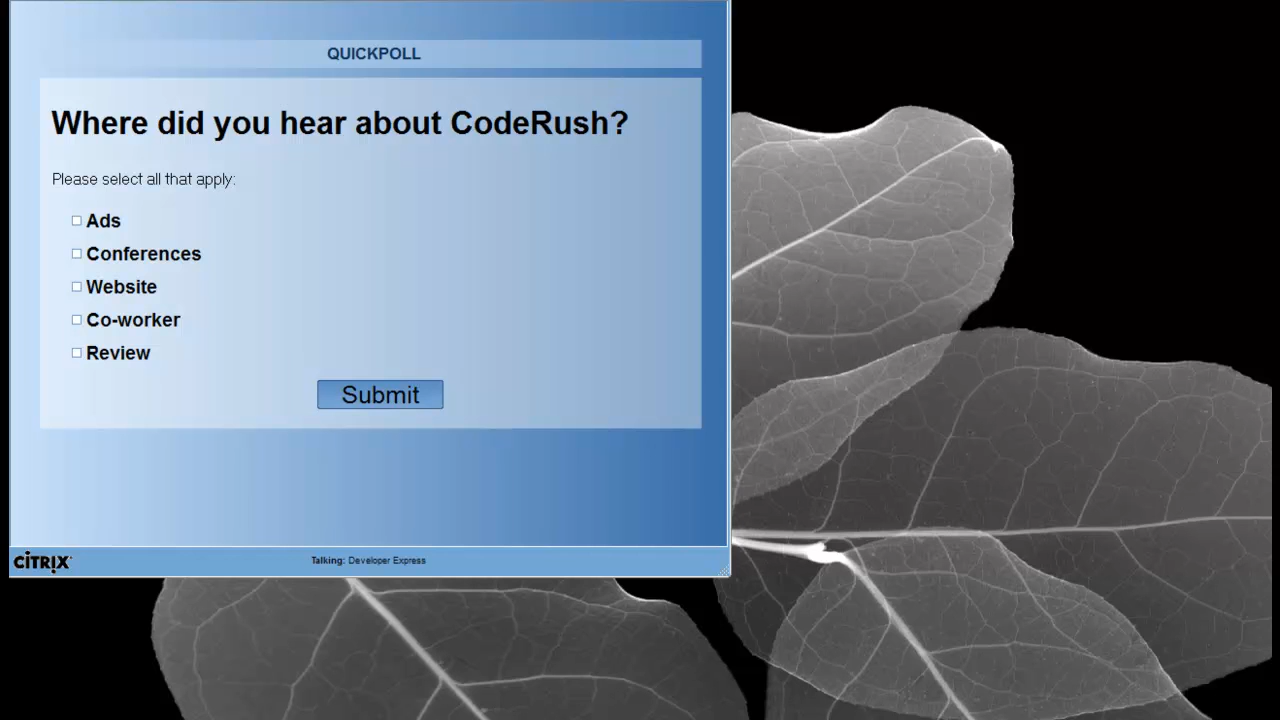 QUICKPOLL
Where did you hear about CodeRush?
Please select all that apply:
Ads
Conferences
Website
Co-worker
Review
Submit
CITRIX
Talking: Developer Express